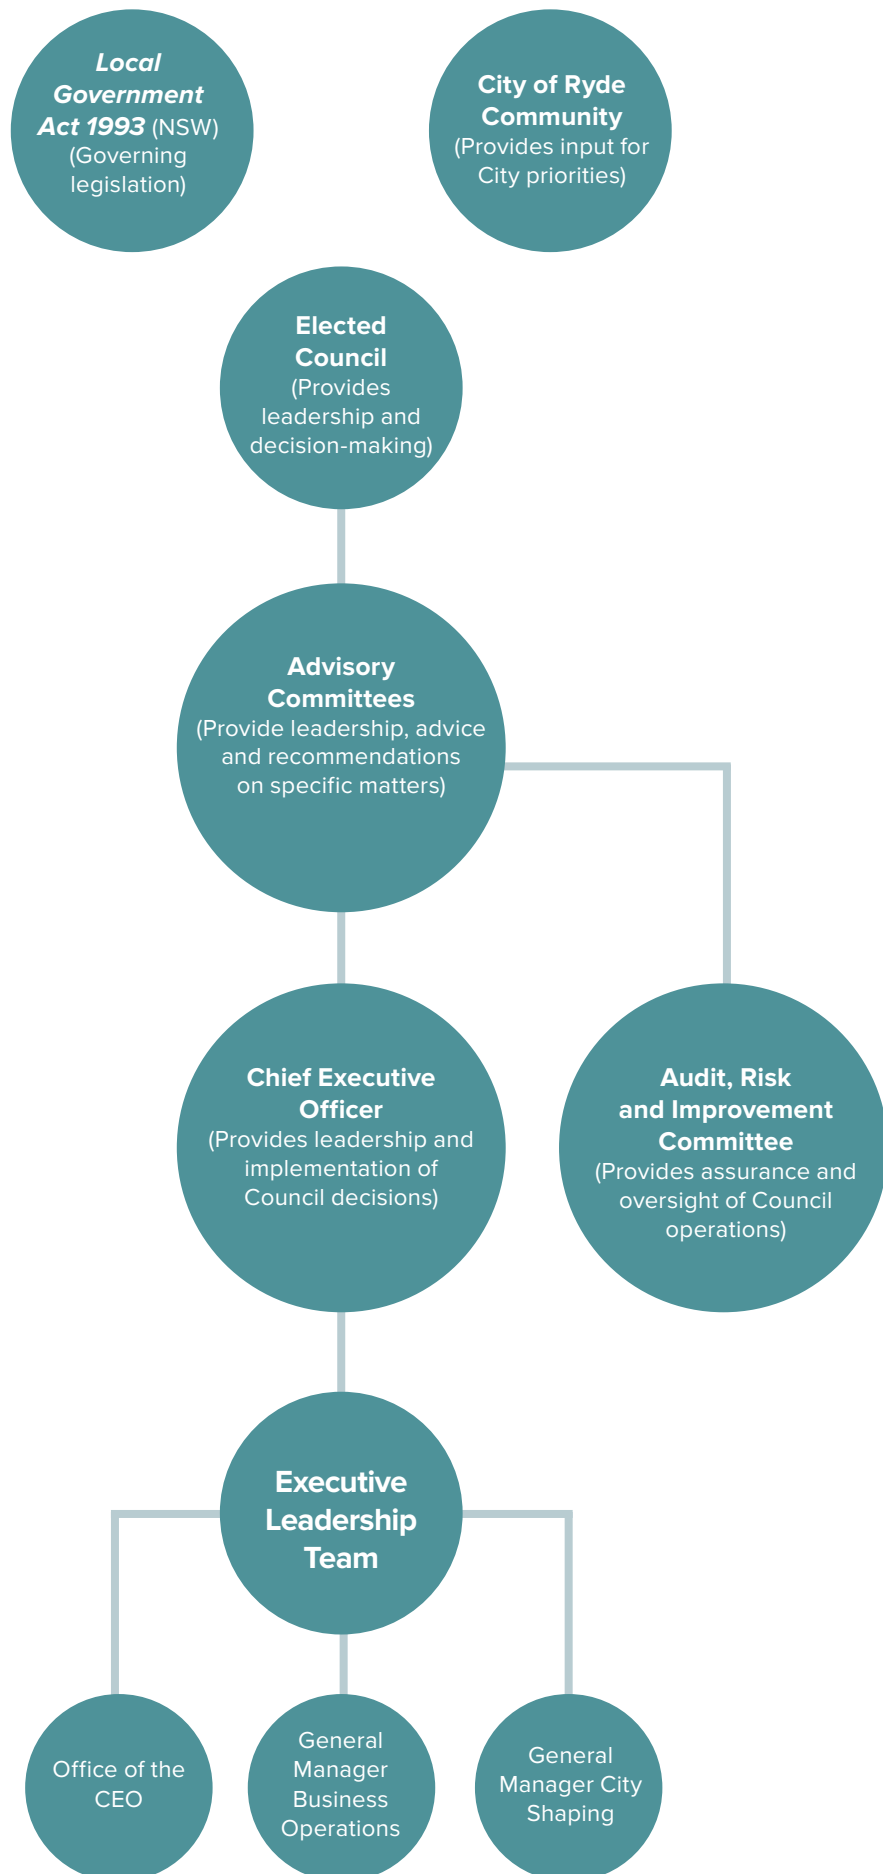 Local
Government
Act 1993 (NSW)
(Governing
legislation)
City of Ryde
Community
(Provides input for
City priorities)
Elected
Council
(Provides
leadership and
decision-making)
Advisory
Committees
(Provide leadership, advice
and recommendations
on specific matters)
Chief Executive
Officer
(Provides leadership and
implementation of
Council decisions)
Audit, Risk
and Improvement
Committee
(Provides assurance and
oversight of Council
operations)
Executive
Leadership
Team
Office of the
CEO
General
Manager
Business
Operations
General
Manager City
Shaping